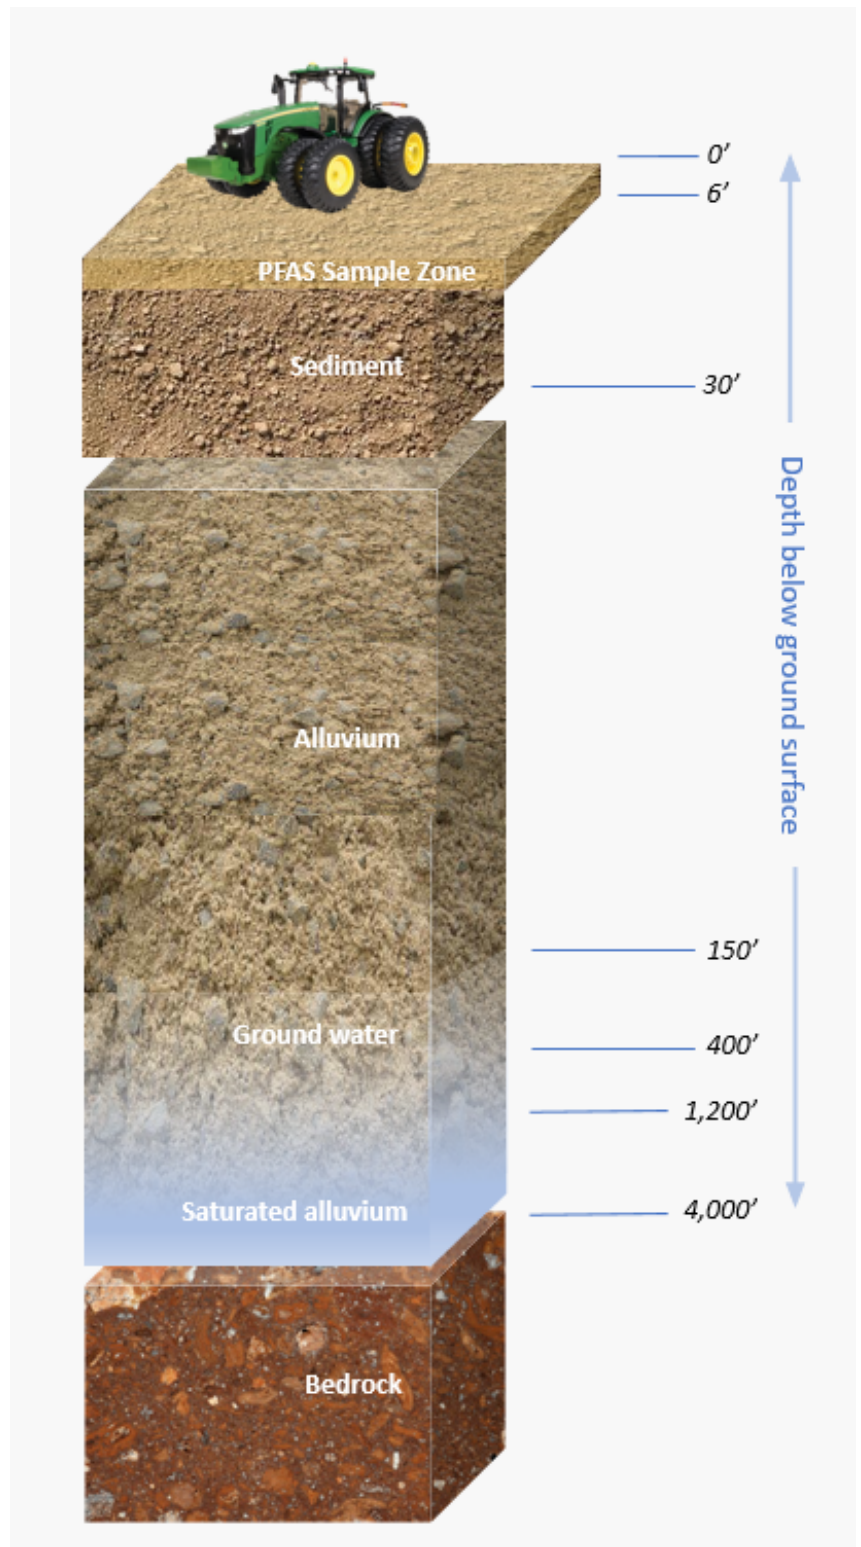 0’
6’
PFAS Sample Zone
Sediment
30’
Depth below ground surface
Alluvium
150’
Ground water
400’
1,200’
Saturated alluvium
4,000’
Bedrock